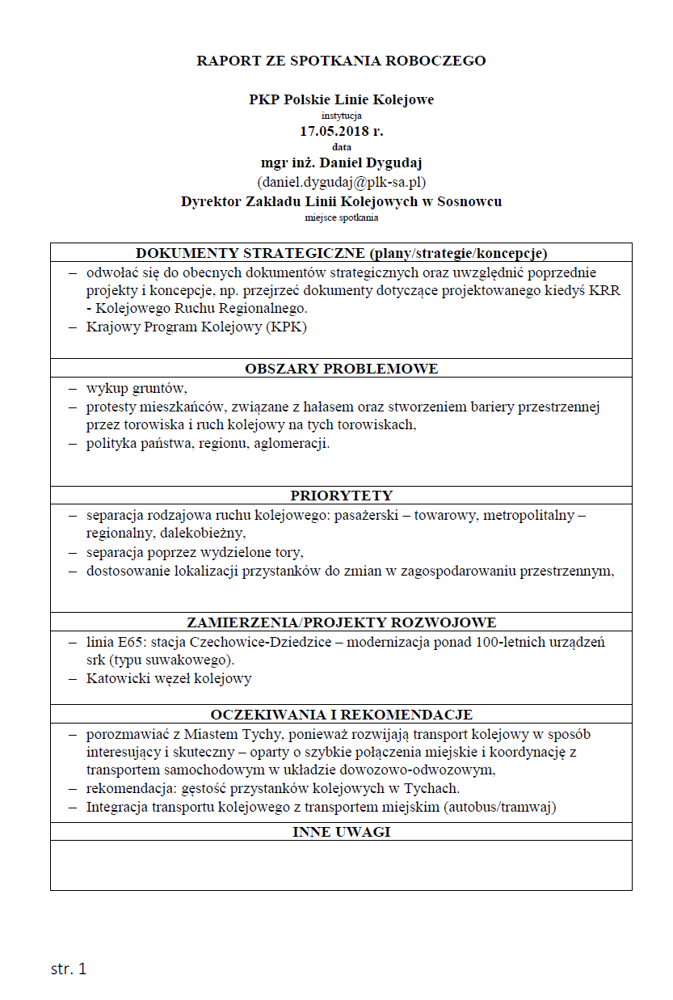 RAPORT ZE SPOTKANIA ROBOCZEGO
PKP Polskie Linie Kolejowe
instytucja
17.05.2018 r.
data
mgr inż. Daniel Dygudaj
(daniel.dygudaj@plk-sa.pl)
Dyrektor Zakładu Linii Kolejowych w Sosnowcu
miejsce spotkania
DOKUMENTY STRATEGICZNE (plany/strategie/koncepcje)
– odwołać się do obecnych dokumentów strategicznych oraz uwzględnić poprzednie
projekty i koncepcje, np. przejrzeć dokumenty dotyczące projektowanego kiedyś KRR
- Kolejowego Ruchu Regionalnego.
– Krajowy Program Kolejowy (KPK)
OBSZARY PROBLEMOWE
– wykup gruntów,
– protesty mieszkańców, związane z hałasem oraz stworzeniem bariery przestrzennej
przez torowiska i ruch kolejowy na tych torowiskach,
– polityka państwa, regionu, aglomeracji.
PRIORYTETY
– separacja rodzajowa ruchu kolejowego: pasażerski – towarowy, metropolitalny –
regionalny, dalekobieżny,
– separacja poprzez wydzielone tory,
– dostosowanie lokalizacji przystanków do zmian w zagospodarowaniu przestrzennym,
ZAMIERZENIA/PROJEKTY ROZWOJOWE
– linia E65: stacja Czechowice-Dziedzice – modernizacja ponad 100-letnich urządzeń
srk (typu suwakowego).
– Katowicki węzeł kolejowy
OCZEKIWANIA I REKOMENDACJE
– porozmawiać z Miastem Tychy, ponieważ rozwijają transport kolejowy w sposób
interesujący i skuteczny – oparty o szybkie połączenia miejskie i koordynację z
transportem samochodowym w układzie dowozowo-odwozowym,
– rekomendacja: gęstość przystanków kolejowych w Tychach.
– Integracja transportu kolejowego z transportem miejskim (autobus/tramwaj)
INNE UWAGI
str. 1